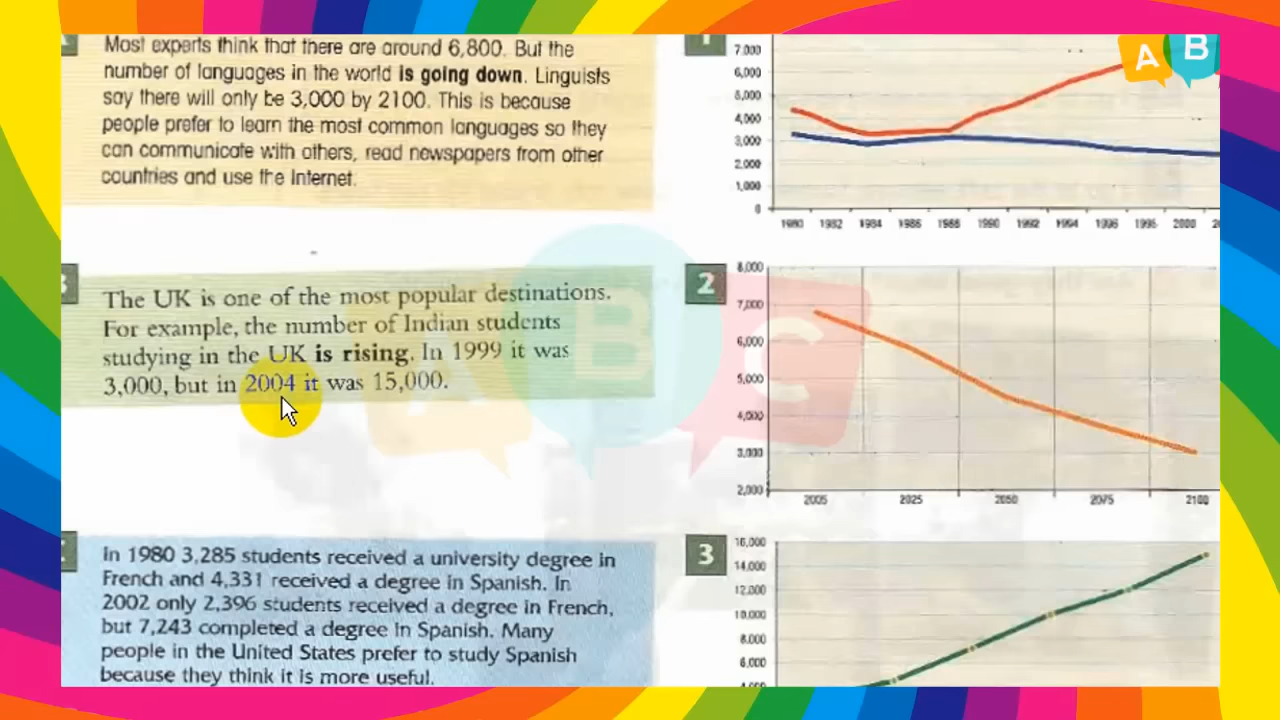 Most experts think that there are around 6,800. But the
number of languages in the world is going down. Linguists
say there will only be 3,000 by 2100. This is because
people prefer to learn the most common languages so they
can communicate with others, read newspapers from other
countries and use the Internet.
1
7,000
6,000
5,000
4,000
3,000
2,000
1,000
0
1980 1982 1984 1986 1988 1990 1992 1994 1996 1998 2000
A B
The UK is one of the most popular destinations.
For example, the number of Indian students
studying in the UK is rising. In 1999 it was
3,000, but in 2004 it was 15,000.
A B C
2
8,000
7,000
6,000
5,000
4,000
3,000
2,000
2005 2025 2050 2075 2100
In 1980 3,285 students received a university degree in
French and 4,331 received a degree in Spanish. In
2002 only 2,396 students received a degree in French,
but 7,243 completed a degree in Spanish. Many
people in the United States prefer to study Spanish
because they think it is more useful.
3
16,000
14,000
12,000
10,000
8,000
6,000